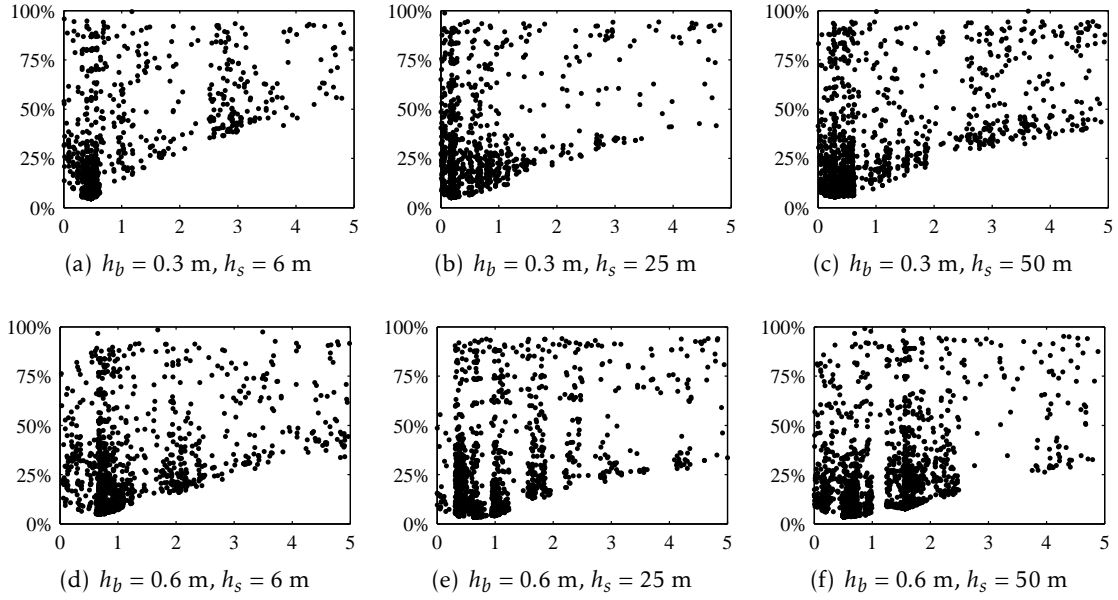 100%
75%
50%
25%
0%
0 1 2 3 4 5
(a) h_b = 0.3 m, h_s = 6 m
100%
75%
50%
25%
0%
0 1 2 3 4 5
(b) h_b = 0.3 m, h_s = 25 m
100%
75%
50%
25%
0%
0 1 2 3 4 5
(c) h_b = 0.3 m, h_s = 50 m
100%
75%
50%
25%
0%
0 1 2 3 4 5
(d) h_b = 0.6 m, h_s = 6 m
100%
75%
50%
25%
0%
0 1 2 3 4 5
(e) h_b = 0.6 m, h_s = 25 m
100%
75%
50%
25%
0%
0 1 2 3 4 5
(f) h_b = 0.6 m, h_s = 50 m